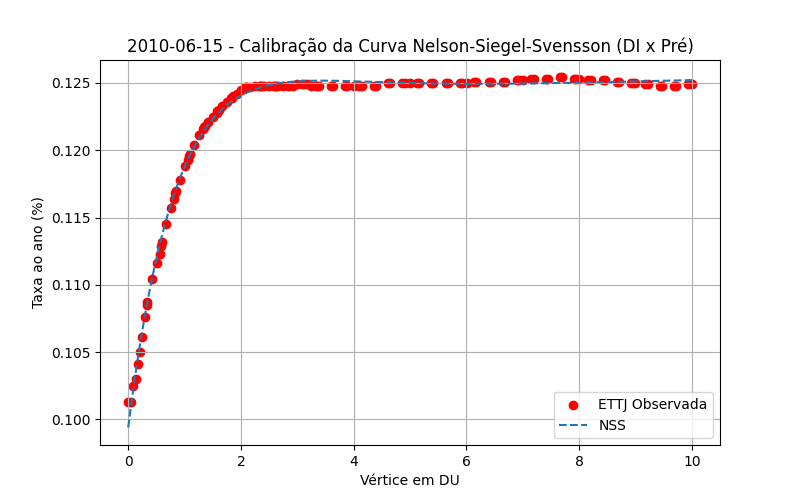 2010-06-15 - Calibração da Curva Nelson-Siegel-Svensson (DI x Pré)
Taxa ao ano (%)
0.125
0.120
0.115
0.110
0.105
0.100
ETTJ Observada
NSS
0 2 4 6 8 10
Vértice em DU